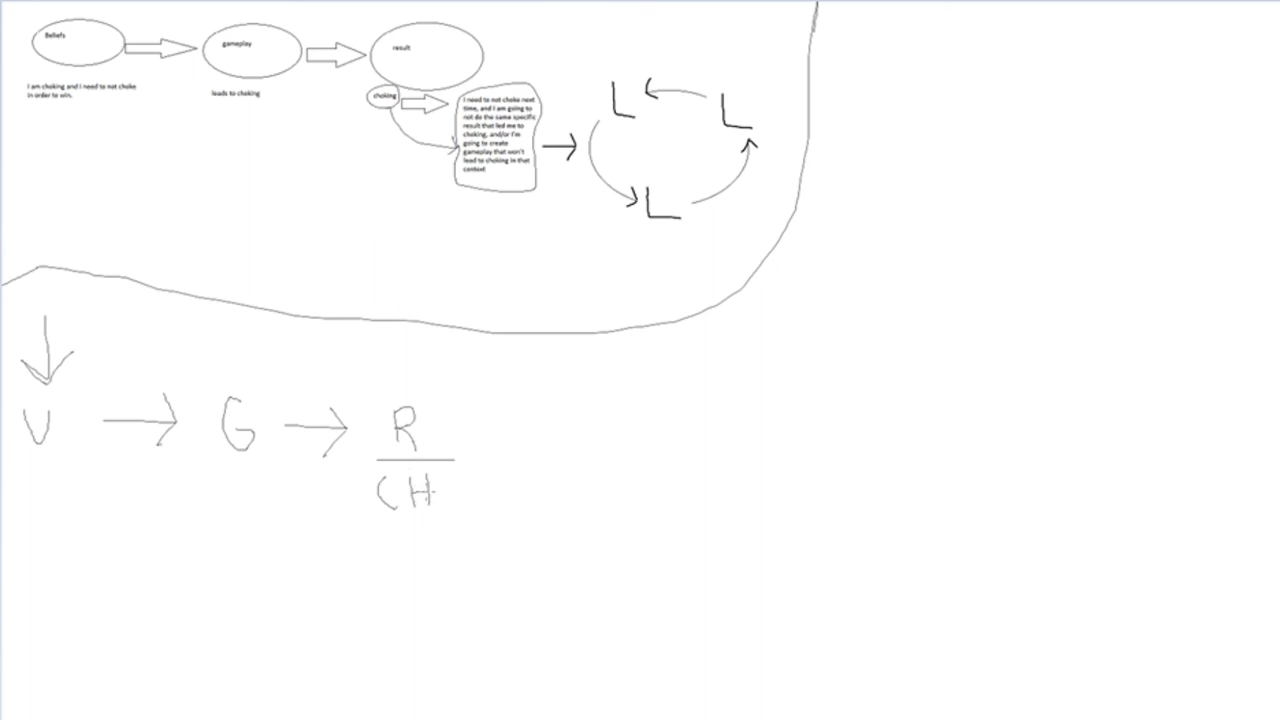 Beliefs
gameplay
result
I am choking and I need to not choke
in order to win.
leads to choking
choking
I need to not choke next
time, and I am going to
not do the same specific
result that led me to
choking, and/or I'm
going to create
gameplay that won't
lead to choking in that
context
L L
L
V G R
CH